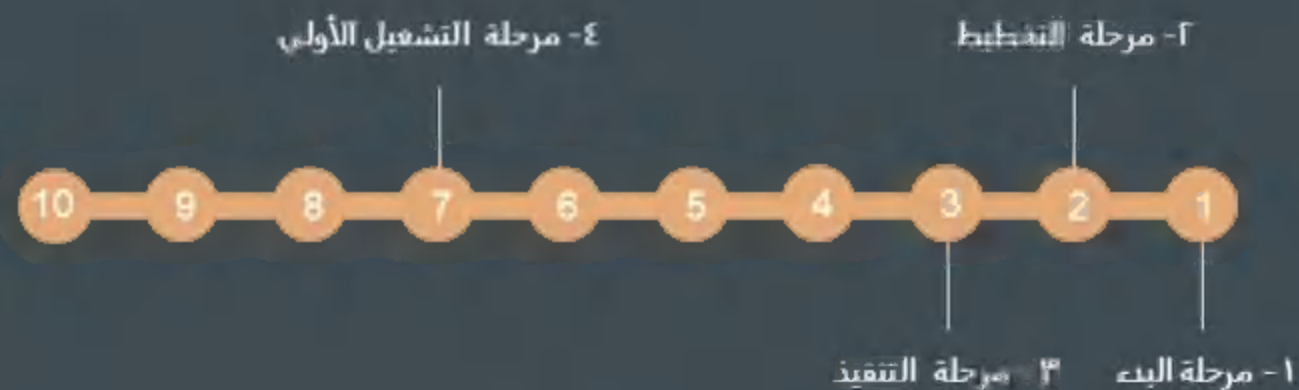 ٢- مرحلة التخطيط
٤- مرحلة التشغيل الأولي
1 2 3 4 5 6 7 8 9 10
١- مرحلة البدء
٣ - مرحلة التنفيذ